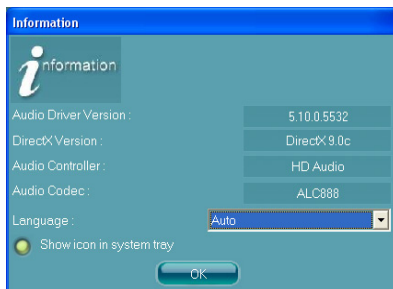 Information
information
Audio Driver Version : 5.10.0.5532
DirectX Version : DirectX 9.0c
Audio Controller : HD Audio
Audio Codec : ALC888
Language : Auto
Show icon in system tray
OK